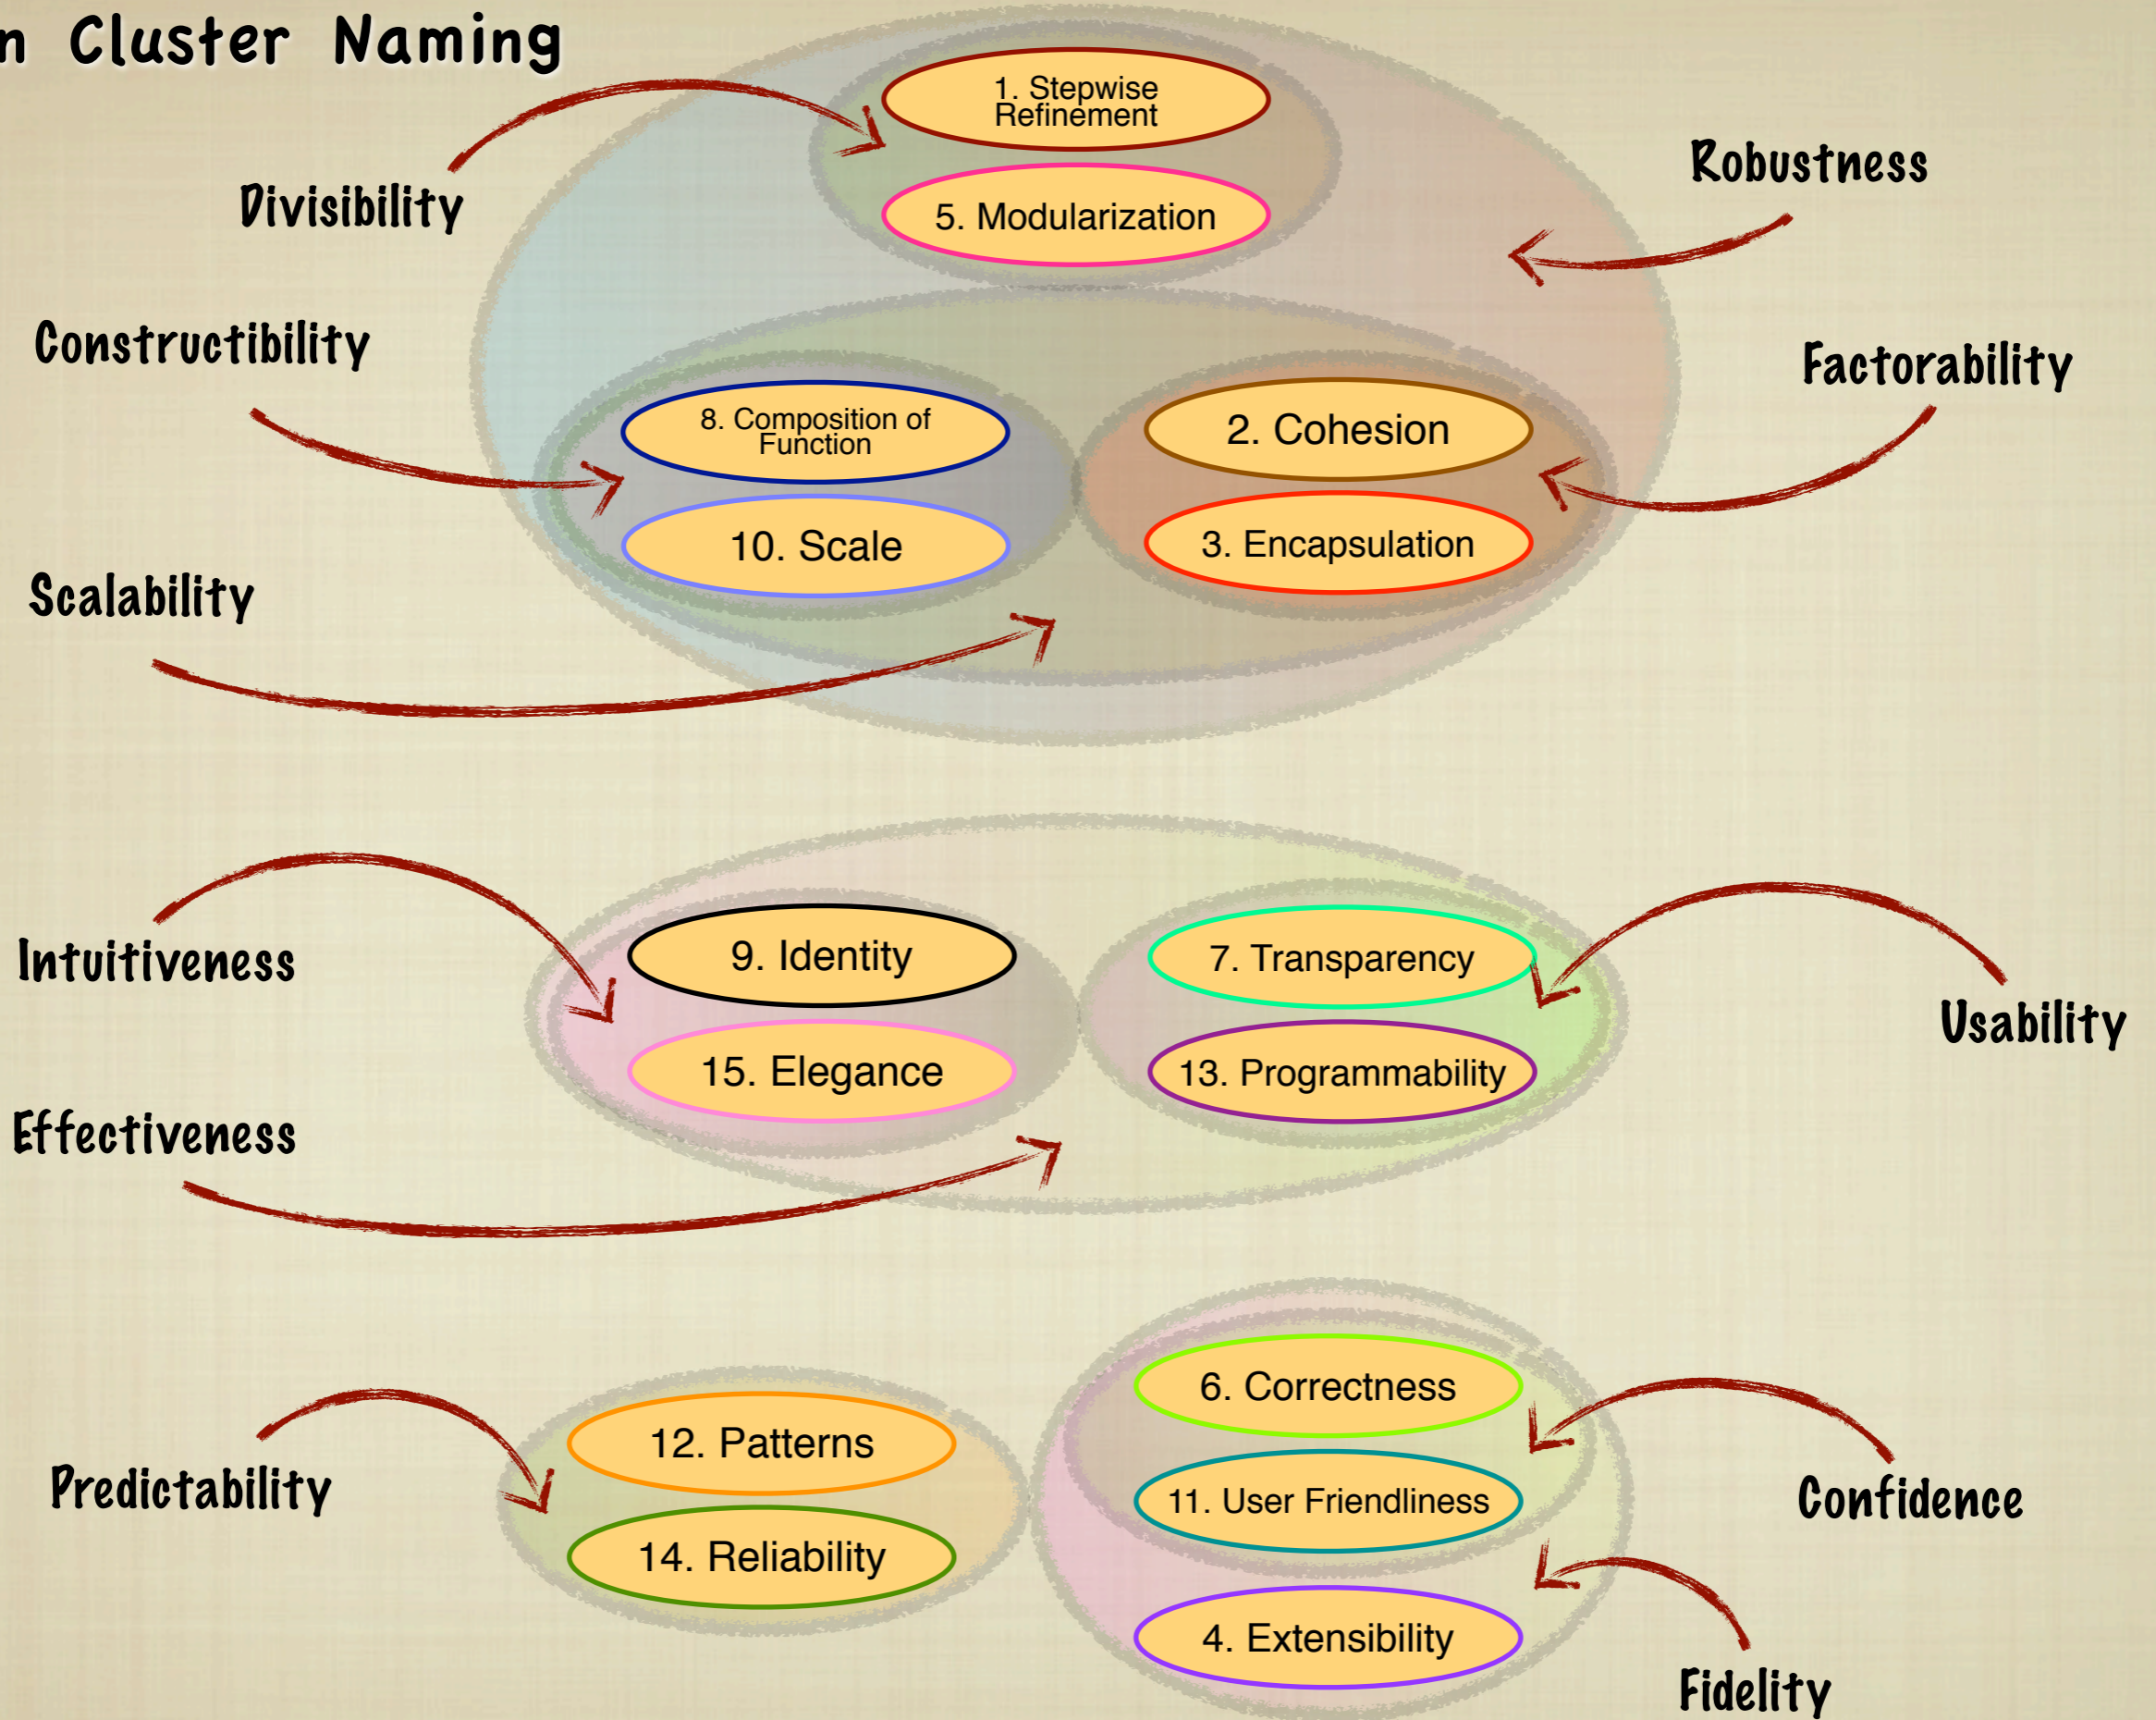 n Cluster Naming
1. Stepwise
Refinement
Robustness
Divisibility
5. Modularization
Constructibility
Factorability
8. Composition of
Function
2. Cohesion
10. Scale
3. Encapsulation
Scalability
9. Identity
7. Transparency
Intuitiveness
Usability
15. Elegance
13. Programmability
Effectiveness
6. Correctness
12. Patterns
Predictability
11. User Friendliness
Confidence
14. Reliability
4. Extensibility
Fidelity